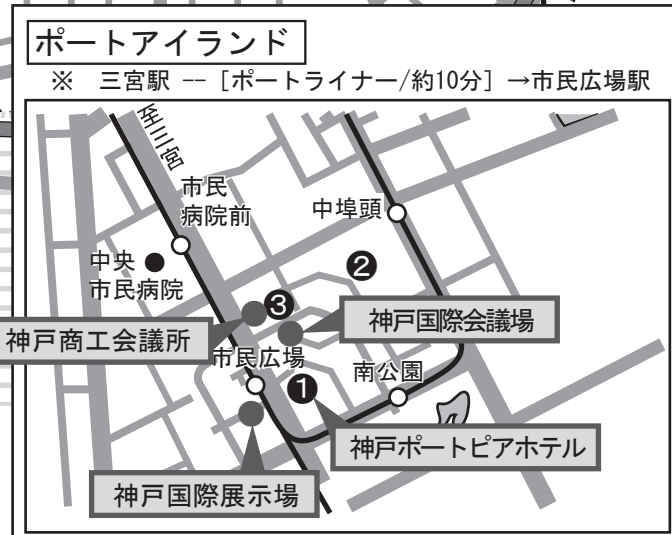 ポートアイランド
※ 三宮駅 -- [ポートライナー/約10分] →市民広場駅
至三宮
市民
病院前
中埠頭
中央
市民病院
❷
❸
神戸商工会議所
神戸国際会議場
市民広場
❶
南公園
神戸ポートピアホテル
神戸国際展示場